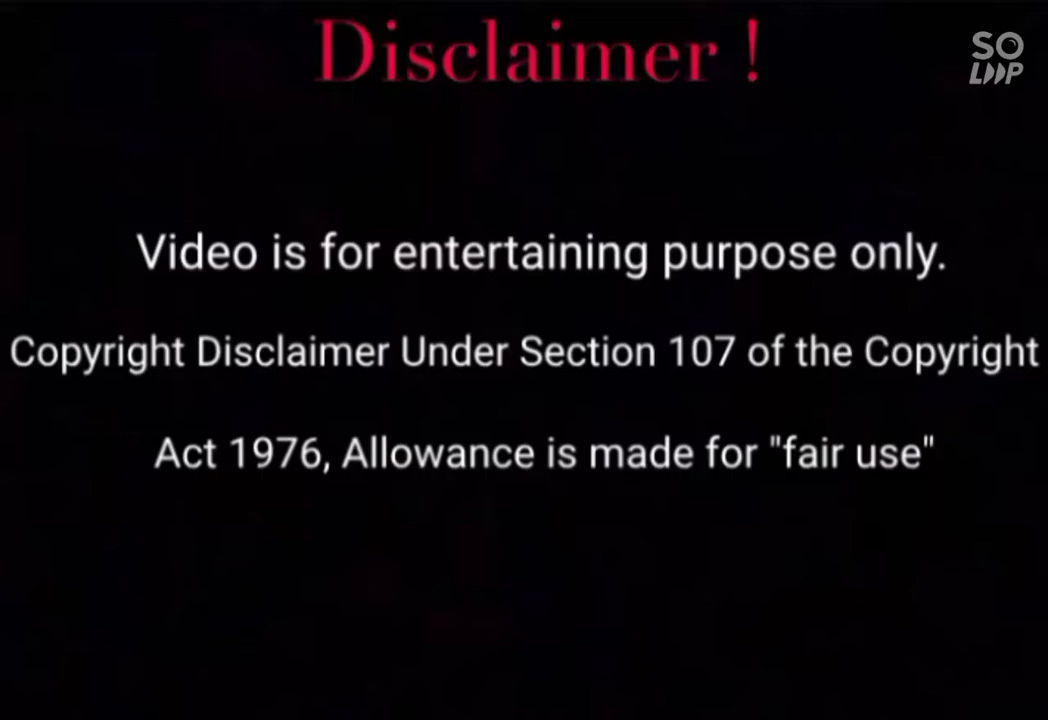 Disclaimer !
SO
LOOP
Video is for entertaining purpose only.
Copyright Disclaimer Under Section 107 of the Copyright
Act 1976, Allowance is made for "fair use"